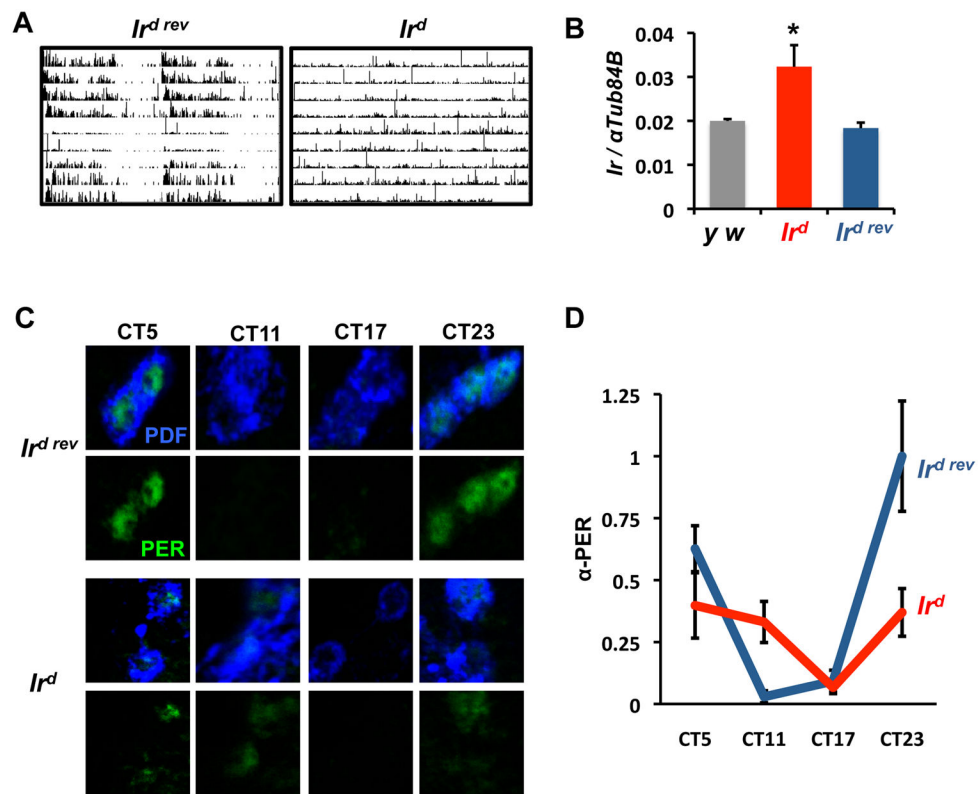 A
Ir^d rev
Ir^d
B
0.04
0.03
0.02
0.01
0
Ir / αTub84B
*
y w
Ir^d
Ir^d rev
C
CT5 CT11 CT17 CT23
Ir^d rev
PDF
PER
Ir^d
D
1.25
1
0.75
0.5
0.25
0
α-PER
Ir^d rev
Ir^d
CT5 CT11 CT17 CT23